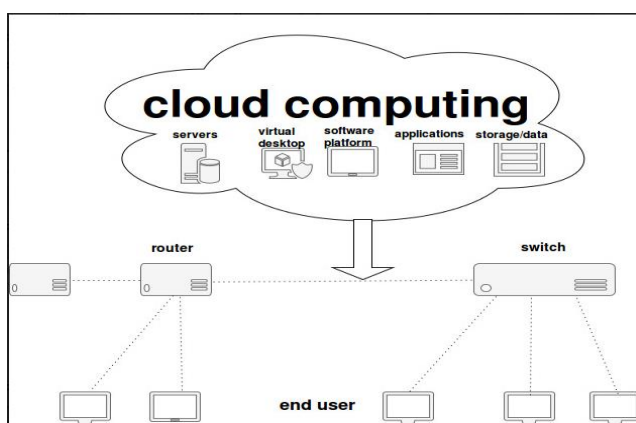 cloud computing
servers
virtual
desktop
software
platform
applications
storage/data
router
switch
end user